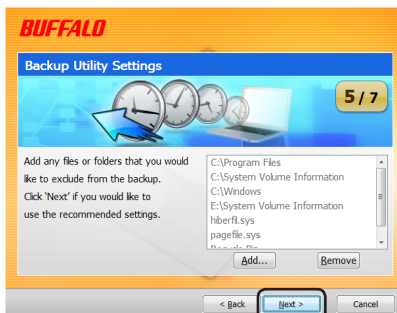 BUFFALO
Backup Utility Settings
5 / 7
Add any files or folders that you would
like to exclude from the backup.
Click 'Next' if you would like to
use the recommended settings.
C:\Program Files
C:\System Volume Information
C:\Windows
E:\System Volume Information
hiberfil.sys
pagefile.sys
Recycle Bin
Add...
Remove
< Back
Next >
Cancel